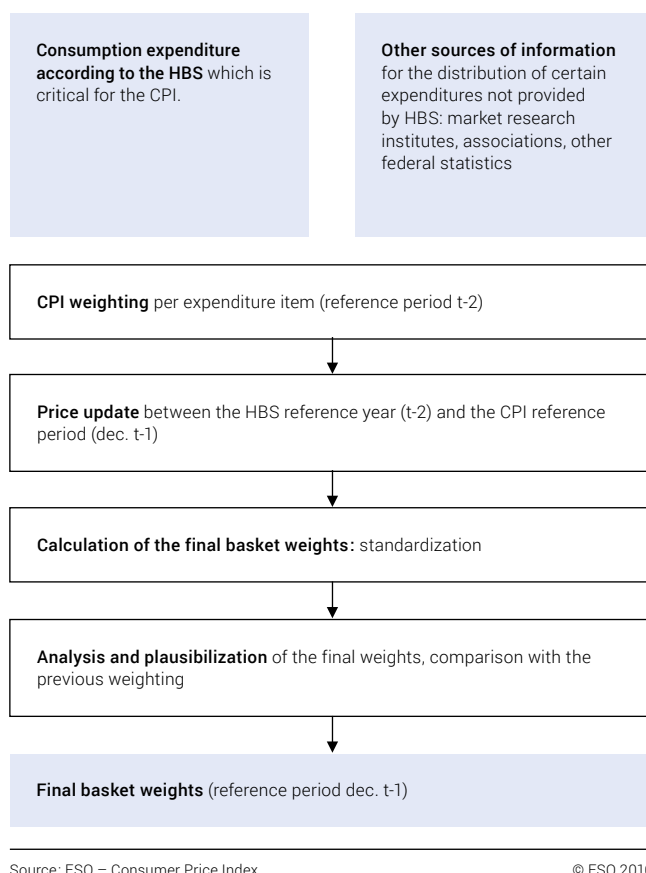 Consumption expenditure
according to the HBS which is
critical for the CPI.
Other sources of information
for the distribution of certain
expenditures not provided
by HBS: market research
institutes, associations, other
federal statistics
CPI weighting per expenditure item (reference period t-2)
Price update between the HBS reference year (t-2) and the CPI reference
period (dec. t-1)
Calculation of the final basket weights: standardization
Analysis and plausibilization of the final weights, comparison with the
previous weighting
Final basket weights (reference period dec. t-1)
Source: FSO – Consumer Price Index
© FSO 2016